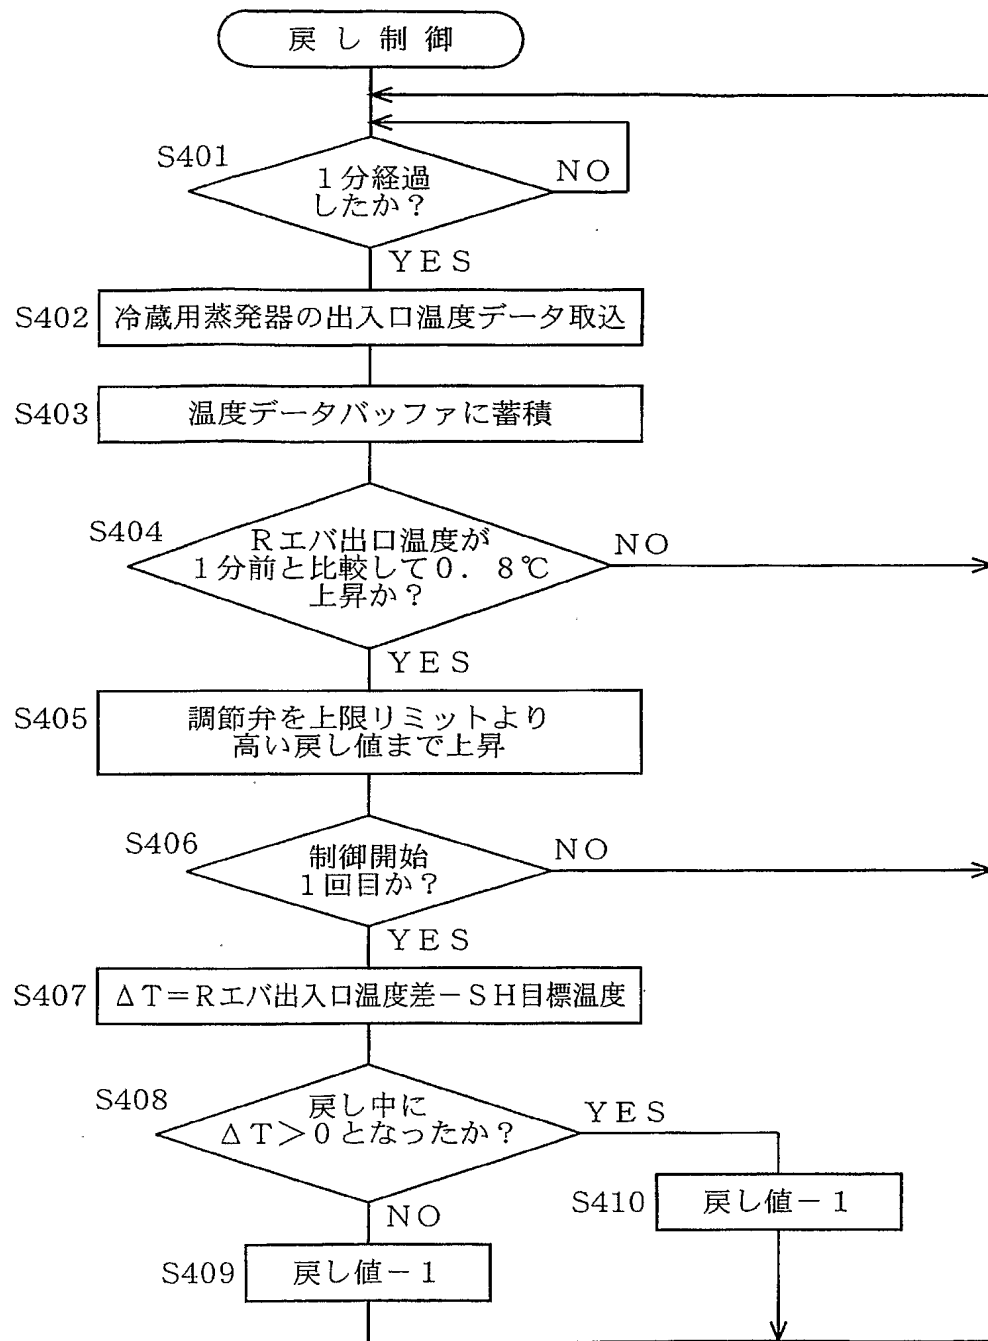 戻し制御
S401
1分経過
したか?
NO
YES
S402
冷蔵用蒸発器の出入口温度データ取込
S403
温度データバッファに蓄積
S404
Rエバ出口温度が
1分前と比較して0.8℃
上昇か?
NO
YES
S405
調節弁を上限リミットより
高い戻し値まで上昇
S406
制御開始
1回目か?
NO
YES
S407
ΔT=Rエバ出入口温度差-SH目標温度
S408
戻し中に
ΔT>0となったか?
YES
NO
S410
戻し値-1
S409
戻し値-1